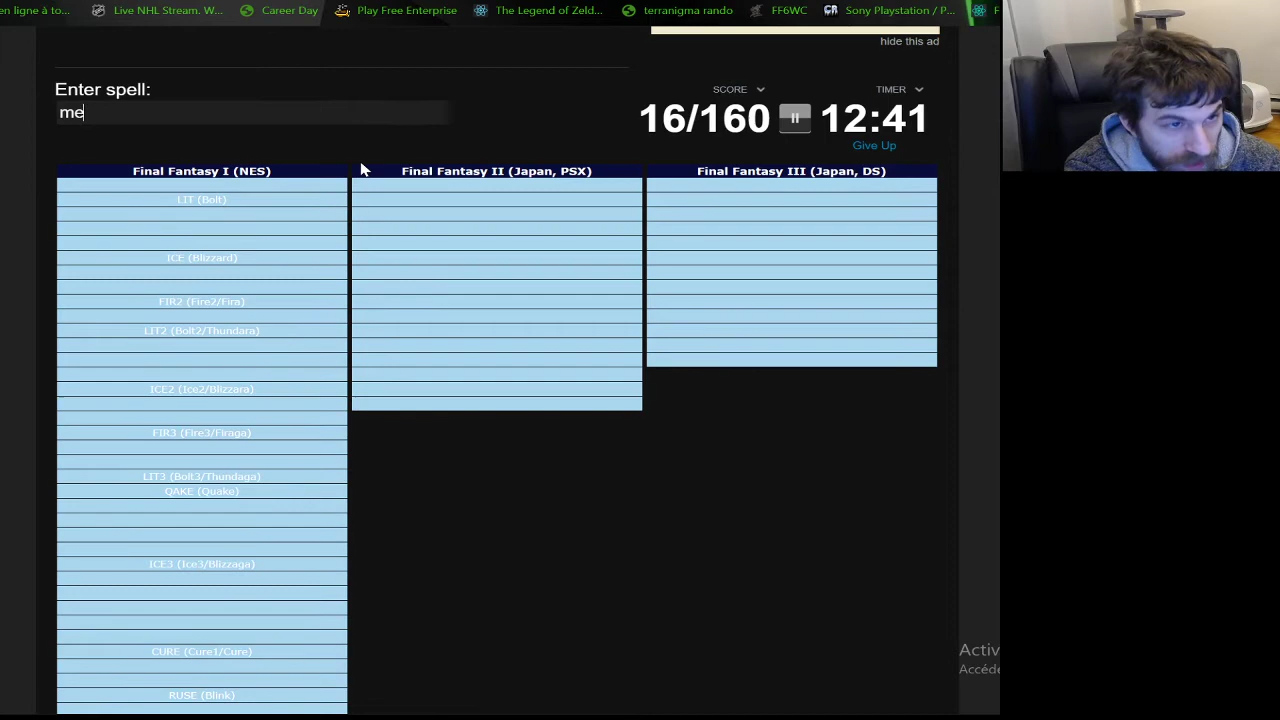 en ligne à to... Live NHL Stream. W... Career Day Play Free Enterprise The Legend of Zeld... terranigma rando FF6WC Sony Playstation / P... F
hide this ad
Enter spell:
me
SCORE TIMER
16/160 12:41
Give Up
Final Fantasy I (NES) Final Fantasy II (Japan, PSX) Final Fantasy III (Japan, DS)
LIT (Bolt)
ICE (Blizzard)
FIR2 (Fire2/Fira)
LIT2 (Bolt2/Thundara)
ICE2 (Ice2/Blizzara)
FIR3 (Fire3/Firaga)
LIT3 (Bolt3/Thundaga)
QAKE (Quake)
ICE3 (Ice3/Blizzaga)
CURE (Cure1/Cure)
RUSE (Blink)
Activ
Accéde